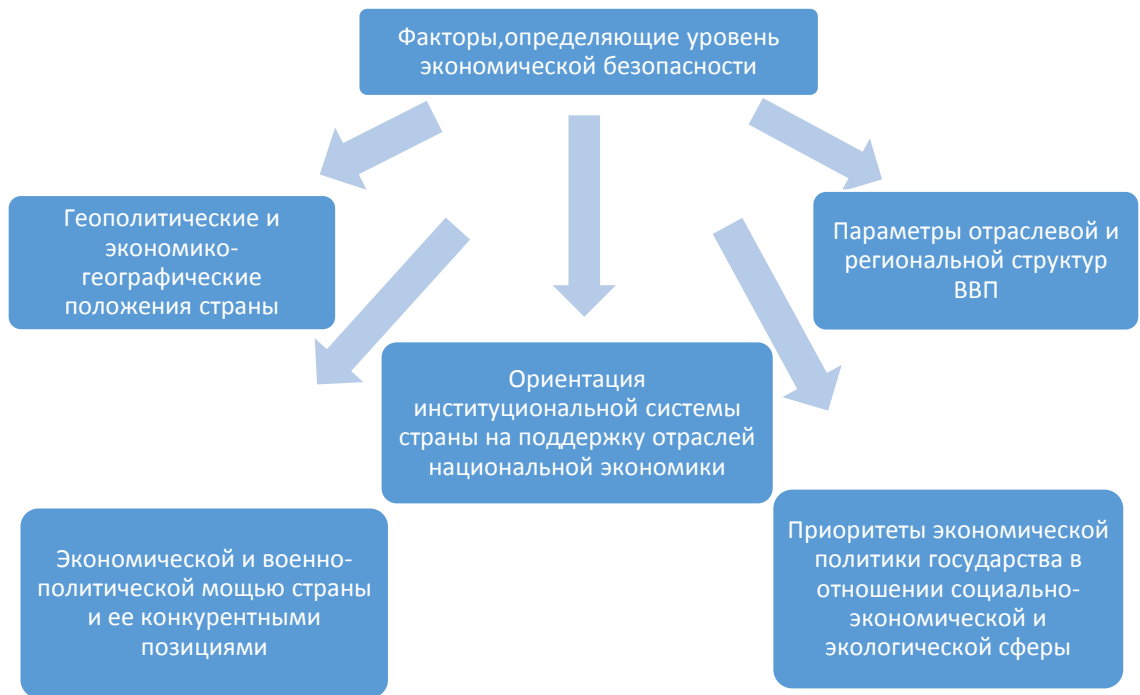 Факторы,определяющие уровень
экономической безопасности
Геополитические и
экономико-
географические
положения страны
Параметры отраслевой и
региональной структур
ВВП
Ориентация
институциональной системы
страны на поддержку отраслей
национальной экономики
Экономической и военно-
политической мощью страны
и ее конкурентными
позициями
Приоритеты экономической
политики государства в
отношении социально-
экономической и
экологической сферы